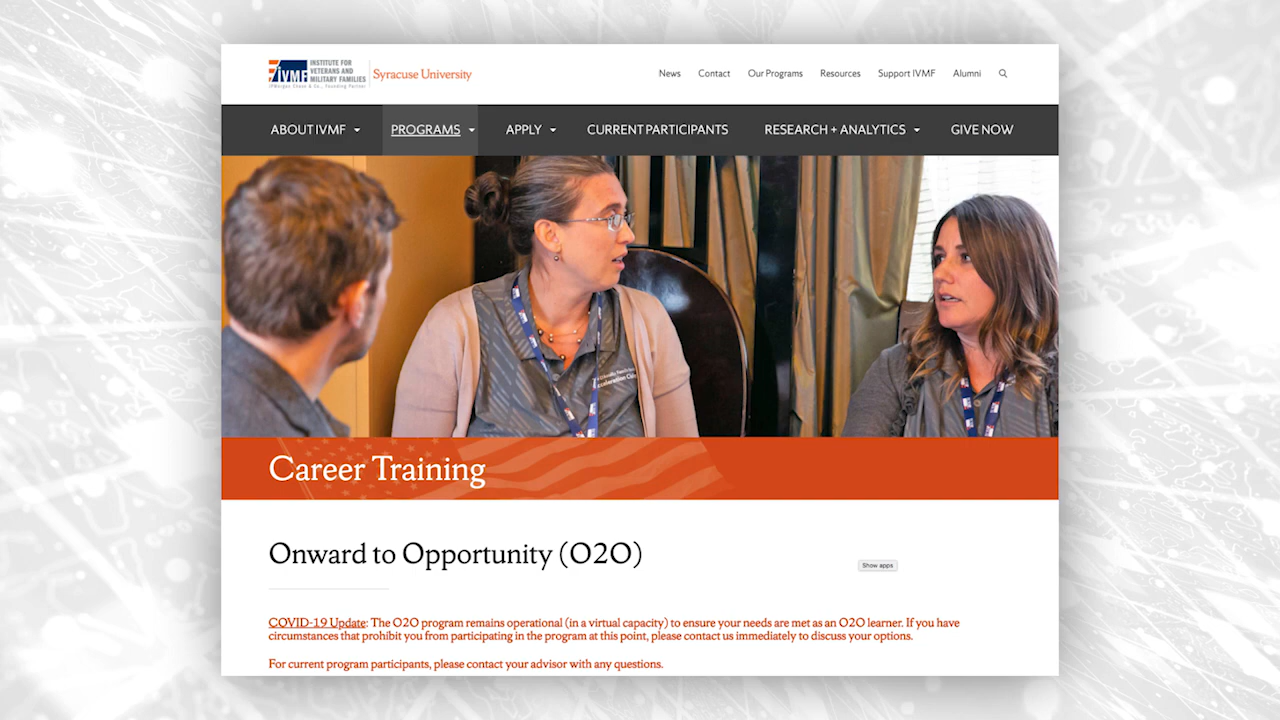 INSTITUTE FOR
VETERANS AND
MILITARY FAMILIES
IVMF
JPMorgan Chase & Co., Founding Partner
Syracuse University
News Contact Our Programs Resources Support IVMF Alumni
ABOUT IVMF PROGRAMS APPLY CURRENT PARTICIPANTS RESEARCH + ANALYTICS GIVE NOW
Career Training
Onward to Opportunity (O2O)
Show apps
COVID-19 Update: The O2O program remains operational (in a virtual capacity) to ensure your needs are met as an O2O learner. If you have
circumstances that prohibit you from participating in the program at this point, please contact us immediately to discuss your options.
For current program participants, please contact your advisor with any questions.